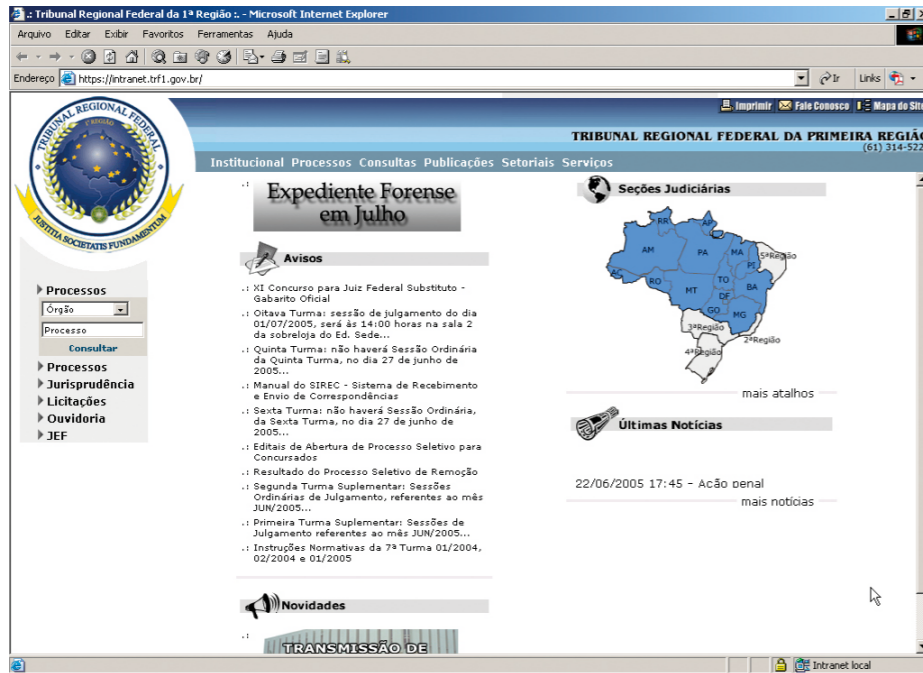 .: Tribunal Regional Federal da 1ª Região :. - Microsoft Internet Explorer
Arquivo Editar Exibir Favoritos Ferramentas Ajuda
Endereço https://intranet.trf1.gov.br/ Ir Links
TRIBUNAL REGIONAL FEDERAL
1ª REGIÃO
JUSTITIA SOCIETATIS FUNDAMENTUM
Imprimir Fale Conosco Mapa do Site
TRIBUNAL REGIONAL FEDERAL DA PRIMEIRA REGIÃO
(61) 314-522
Institucional Processos Consultas Publicações Setoriais Serviços
Processos
Órgão
Processo
Consultar
Processos
Jurisprudência
Licitações
Ouvidoria
JEF
.: Expediente Forense
em Julho
Avisos
.: XI Concurso para Juiz Federal Substituto -
Gabarito Oficial
.: Oitava Turma: sessão de julgamento do dia
01/07/2005, será às 14:00 horas na sala 2
da sobreloja do Ed. Sede...
.: Quinta Turma: não haverá Sessão Ordinária
da Quinta Turma, no dia 27 de junho de
2005...
.: Manual do SIREC - Sistema de Recebimento
e Envio de Correspondências
.: Sexta Turma: não haverá Sessão Ordinária,
da Sexta Turma, no dia 27 de junho de
2005...
.: Editais de Abertura de Processo Seletivo para
Concursados
.: Resultado do Processo Seletivo de Remoção
.: Segunda Turma Suplementar: Sessões
Ordinárias de Julgamento, referentes ao mês
JUN/2005...
.: Primeira Turma Suplementar: Sessões de
Julgamento referentes ao mês JUN/2005...
.: Instruções Normativas da 7ª Turma 01/2004,
02/2004 e 01/2005
Novidades
.: TRANSMISSÃO DE
Seções Judiciárias
RR AP
AM PA MA 5ªRegião
PI
AC RO TO BA
MT DF
GO MG
3ªRegião 2ªRegião
4ªRegião
mais atalhos
Últimas Notícias
22/06/2005 17:45 - Ação penal
mais notícias
Intranet local